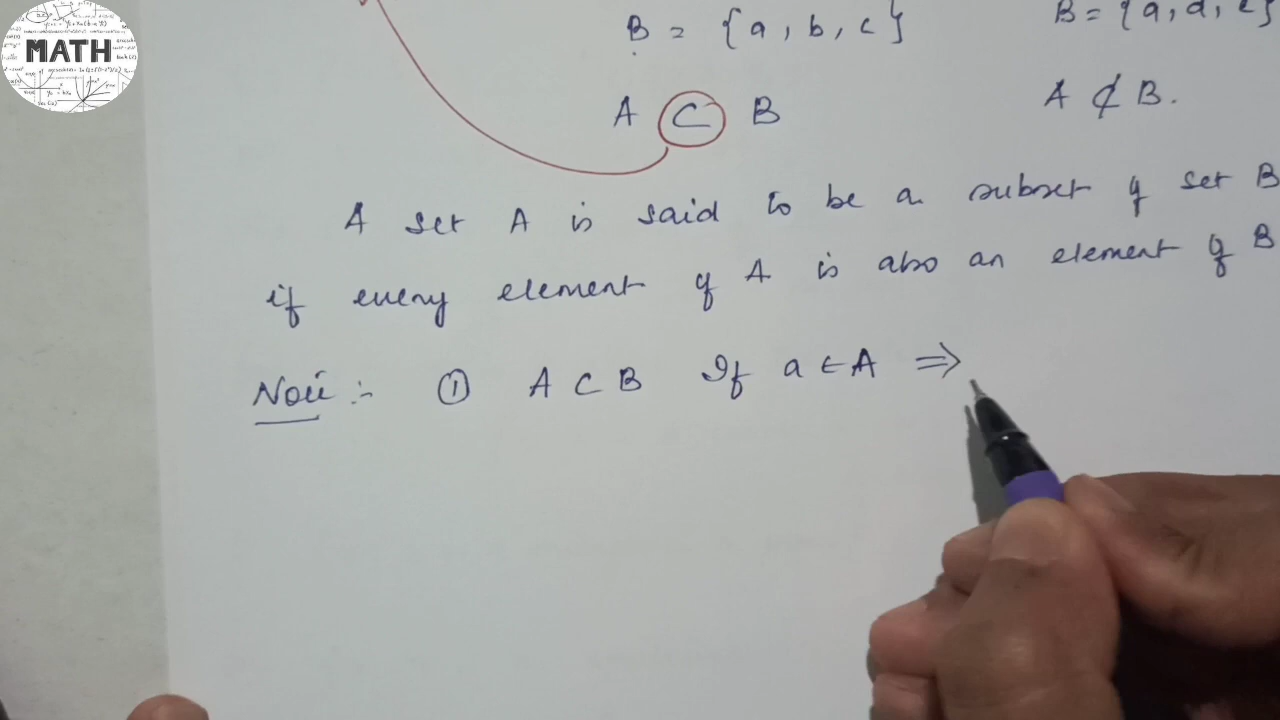 MATH
B = {a, b, c}
B = {a, d, e}
A ⊂ B
A ⊄ B.
A set A is said to be a subset of set B
if every element of A is also an element of B
Note :- ① A ⊂ B If a ∈ A ⇒